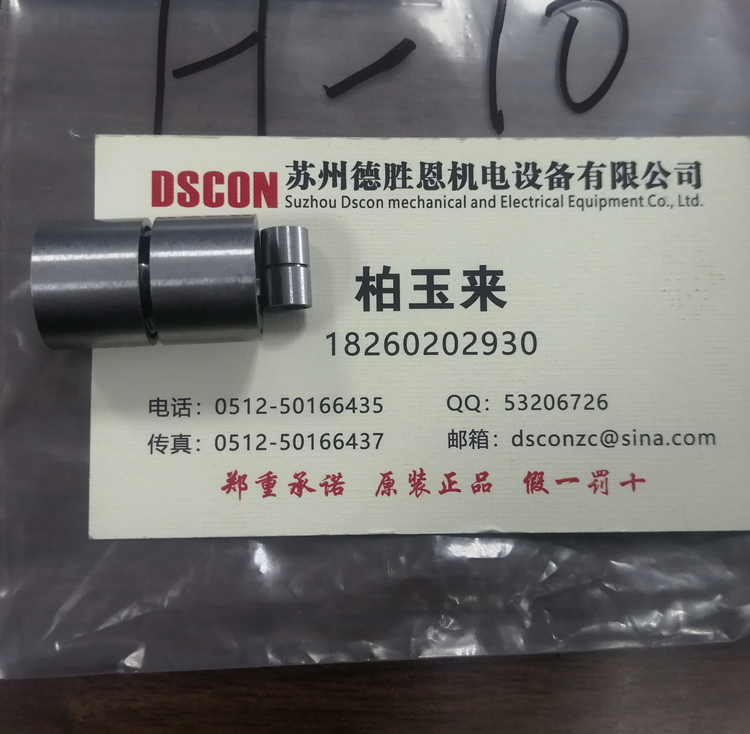 H-10
DSCON 苏州德胜恩机电设备有限公司
Suzhou Dscon mechanical and Electrical Equipment Co., Ltd.
柏玉来
18260202930
电话：0512-50166435 QQ：53206726
传真：0512-50166437 邮箱：dsconzc@sina.com
郑重承诺 原装正品 假一罚十